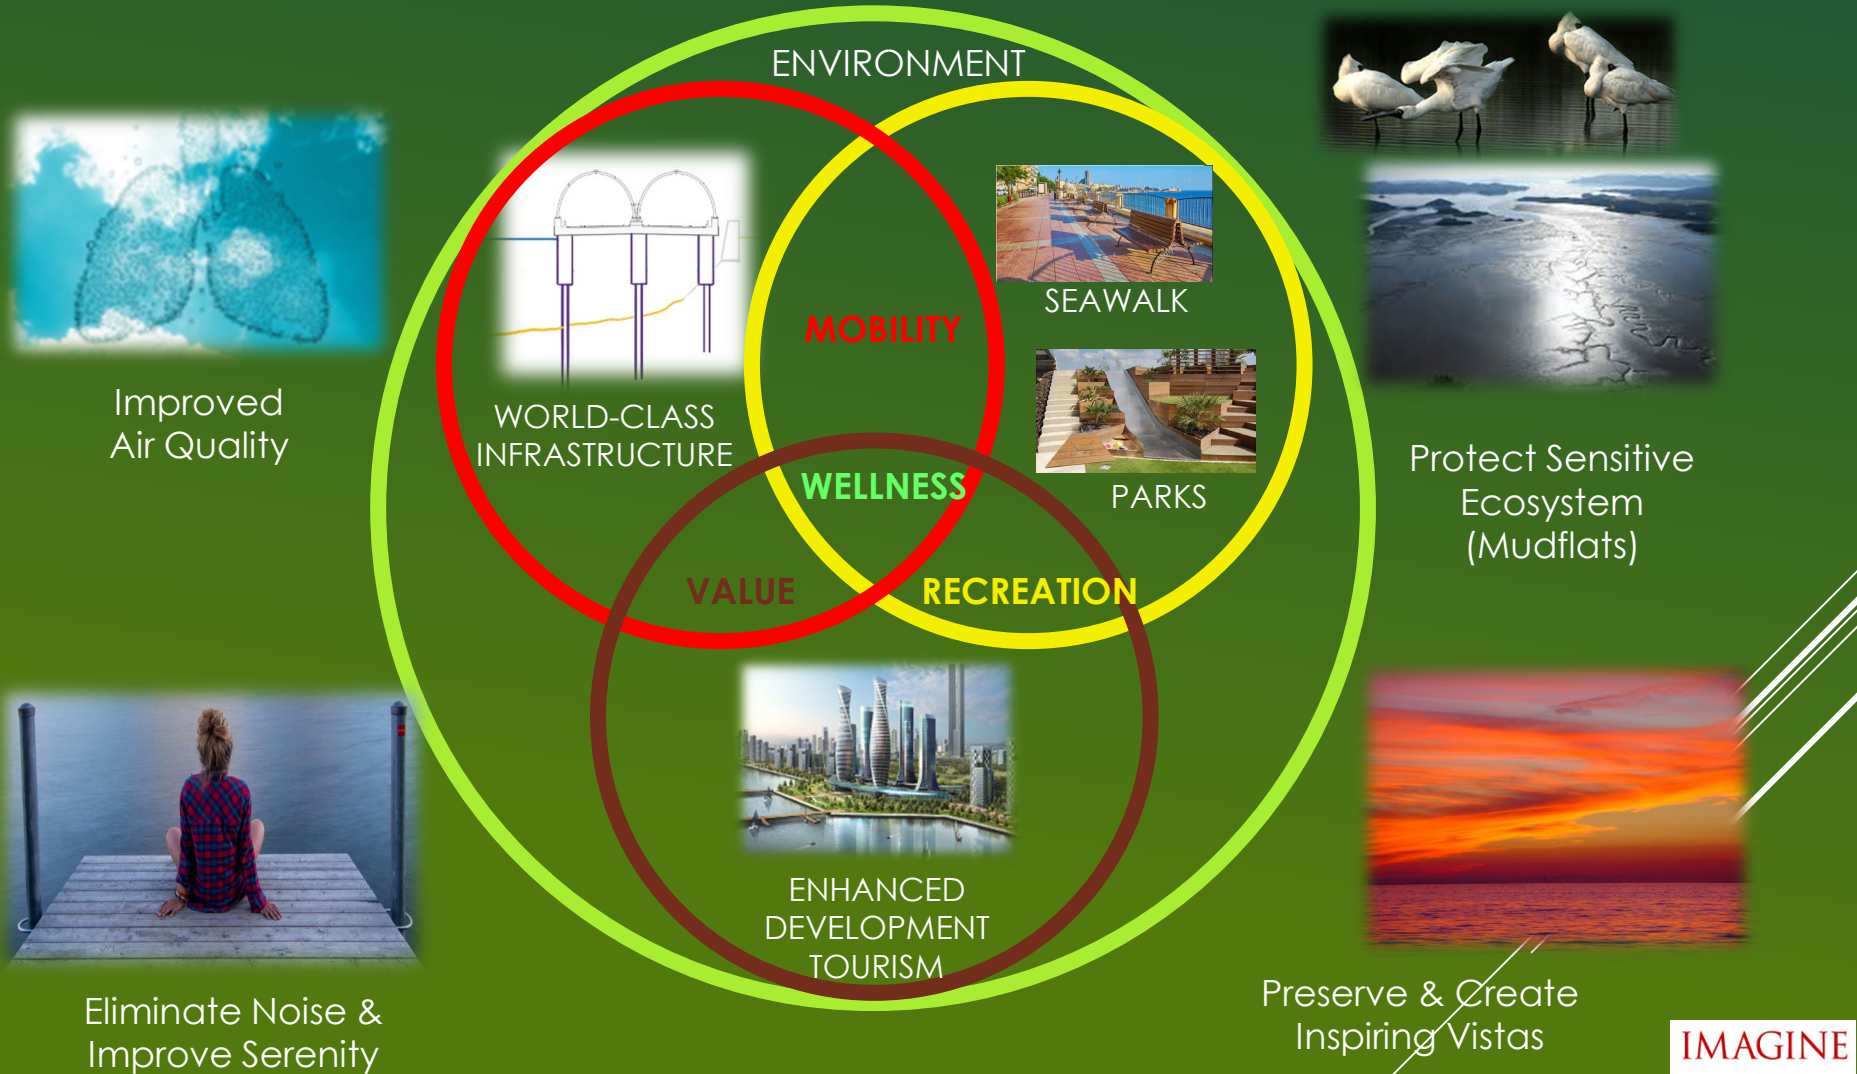 ENVIRONMENT
Improved
Air Quality
WORLD-CLASS
INFRASTRUCTURE
MOBILITY
SEAWALK
PARKS
WELLNESS
VALUE
RECREATION
ENHANCED
DEVELOPMENT
TOURISM
Protect Sensitive
Ecosystem
(Mudflats)
Eliminate Noise &
Improve Serenity
Preserve & Create
Inspiring Vistas
IMAGINE